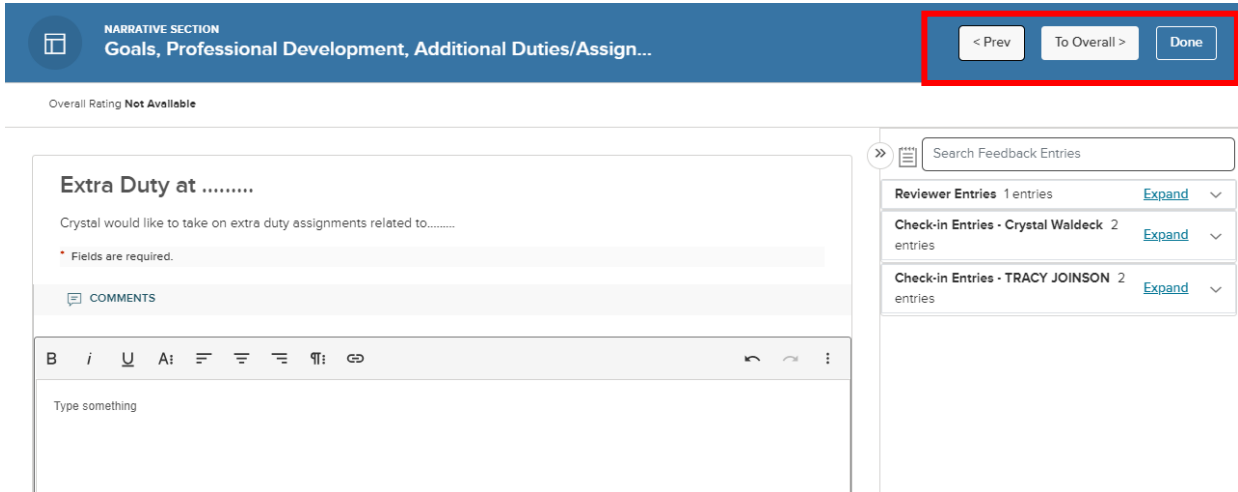 NARRATIVE SECTION
Goals, Professional Development, Additional Duties/Assign...
< Prev
To Overall >
Done
Overall Rating Not Available
Search Feedback Entries
Extra Duty at .........
Crystal would like to take on extra duty assignments related to.........
* Fields are required.
COMMENTS
Reviewer Entries 1 entries
Expand
Check-in Entries - Crystal Waldeck 2
entries
Expand
Check-in Entries - TRACY JOINSON 2
entries
Expand
B i U A
Type something